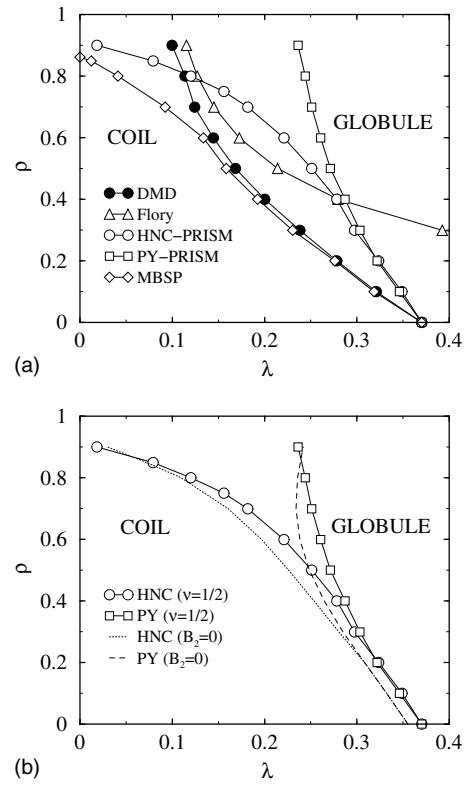 1
0.8
0.6
ρ
0.4
0.2
0
COIL
GLOBULE
DMD
Flory
HNC−PRISM
PY−PRISM
MBSP
0 0.1 0.2 0.3 0.4
λ
(a)
1
0.8
0.6
ρ
0.4
0.2
0
COIL
GLOBULE
HNC (ν=1/2)
PY (ν=1/2)
HNC (B₂=0)
PY (B₂=0)
0 0.1 0.2 0.3 0.4
λ
(b)